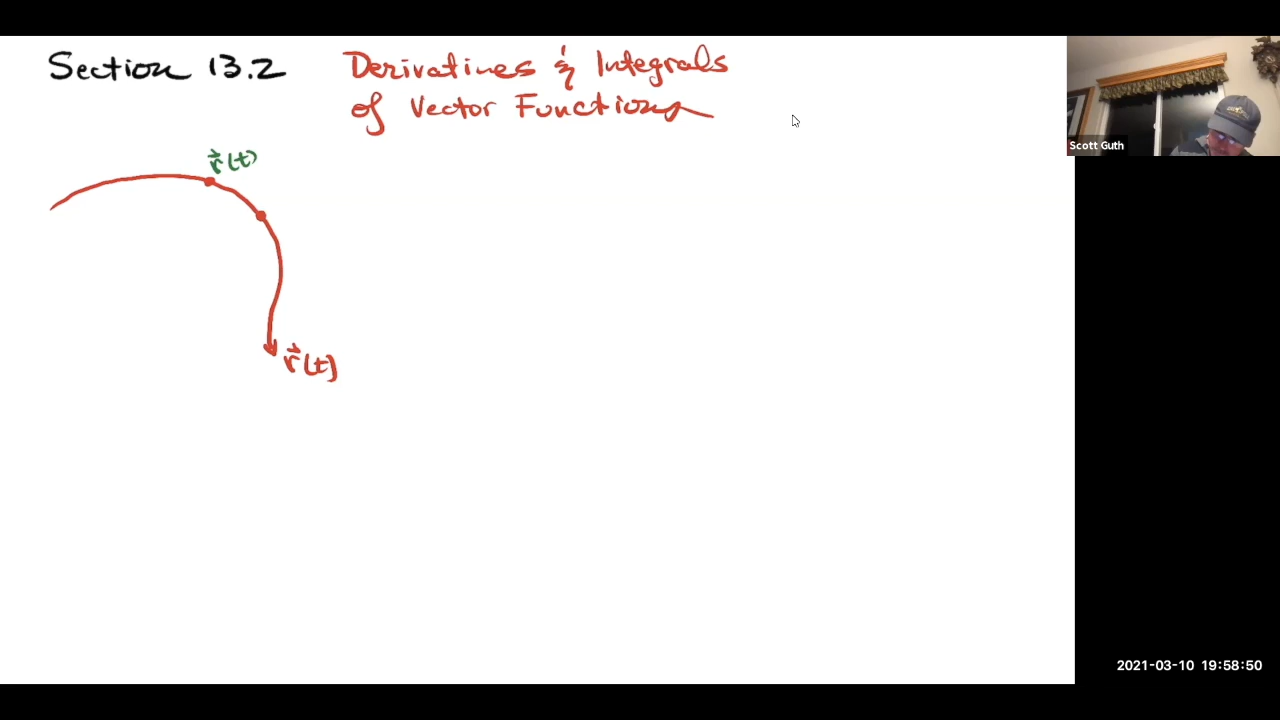 Section 13.2 Derivatives & Integrals
of Vector Functions
r⃗(t)
r⃗(t)
Scott Guth
2021-03-10 19:58:50